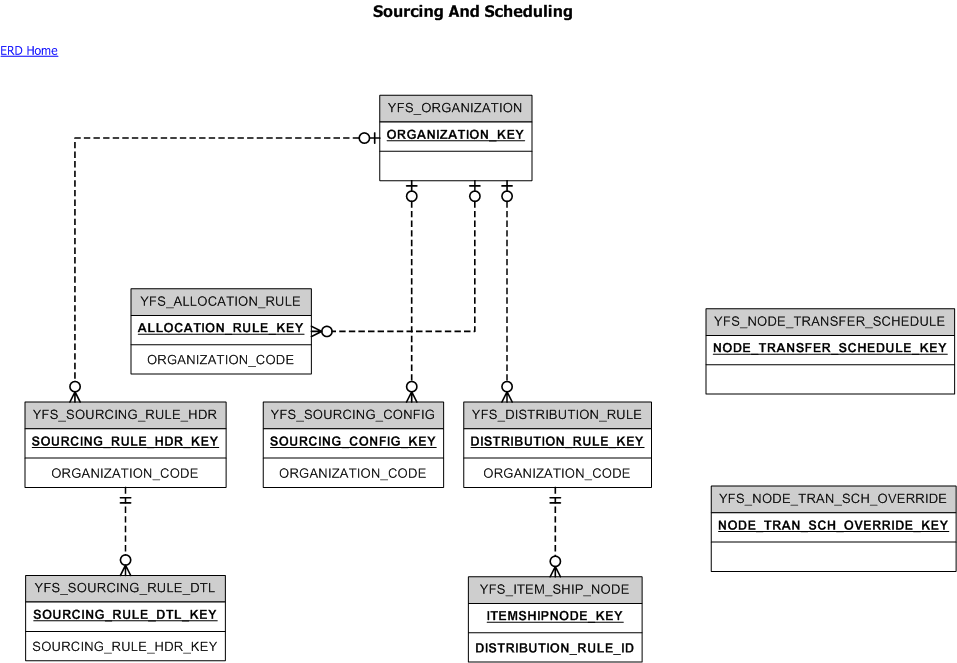 Sourcing And Scheduling
ERD Home
YFS_ORGANIZATION
ORGANIZATION_KEY
YFS_ALLOCATION_RULE
ALLOCATION_RULE_KEY
ORGANIZATION_CODE
YFS_NODE_TRANSFER_SCHEDULE
NODE_TRANSFER_SCHEDULE_KEY
YFS_SOURCING_RULE_HDR
SOURCING_RULE_HDR_KEY
ORGANIZATION_CODE
YFS_SOURCING_CONFIG
SOURCING_CONFIG_KEY
ORGANIZATION_CODE
YFS_DISTRIBUTION_RULE
DISTRIBUTION_RULE_KEY
ORGANIZATION_CODE
YFS_NODE_TRAN_SCH_OVERRIDE
NODE_TRAN_SCH_OVERRIDE_KEY
YFS_SOURCING_RULE_DTL
SOURCING_RULE_DTL_KEY
SOURCING_RULE_HDR_KEY
YFS_ITEM_SHIP_NODE
ITEMSHIPNODE_KEY
DISTRIBUTION_RULE_ID